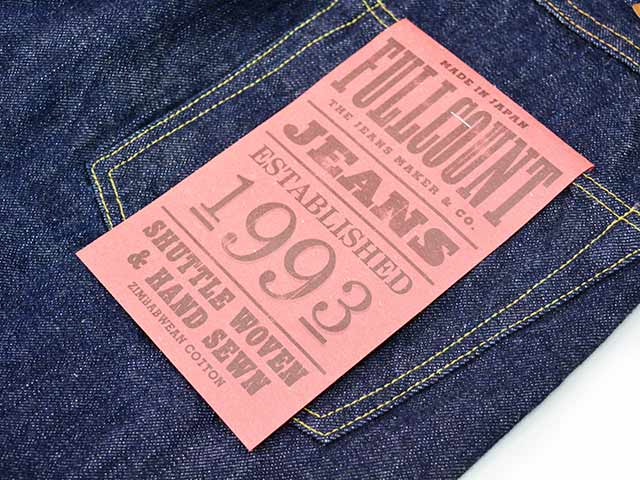 MADE IN JAPAN
FULLCOUNT
THE JEANS MAKER & CO.
JEANS
ESTABLISHED
1993
SHUTTLE WOVEN
& HAND SEWN
ZIMBABWEAN COTTON